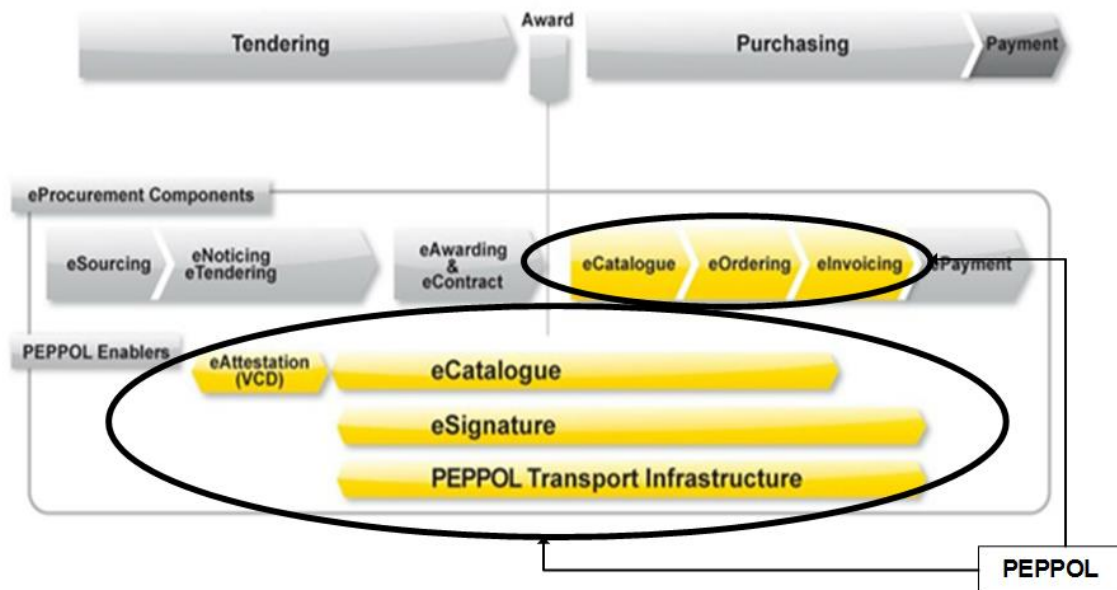 Award
Tendering
Purchasing
Payment
eProcurement Components
eSourcing
eNoticing
eTendering
eAwarding
&
eContract
eCatalogue
eOrdering
eInvoicing
ePayment
PEPPOL Enablers
eAttestation
(VCD)
eCatalogue
eSignature
PEPPOL Transport Infrastructure
PEPPOL